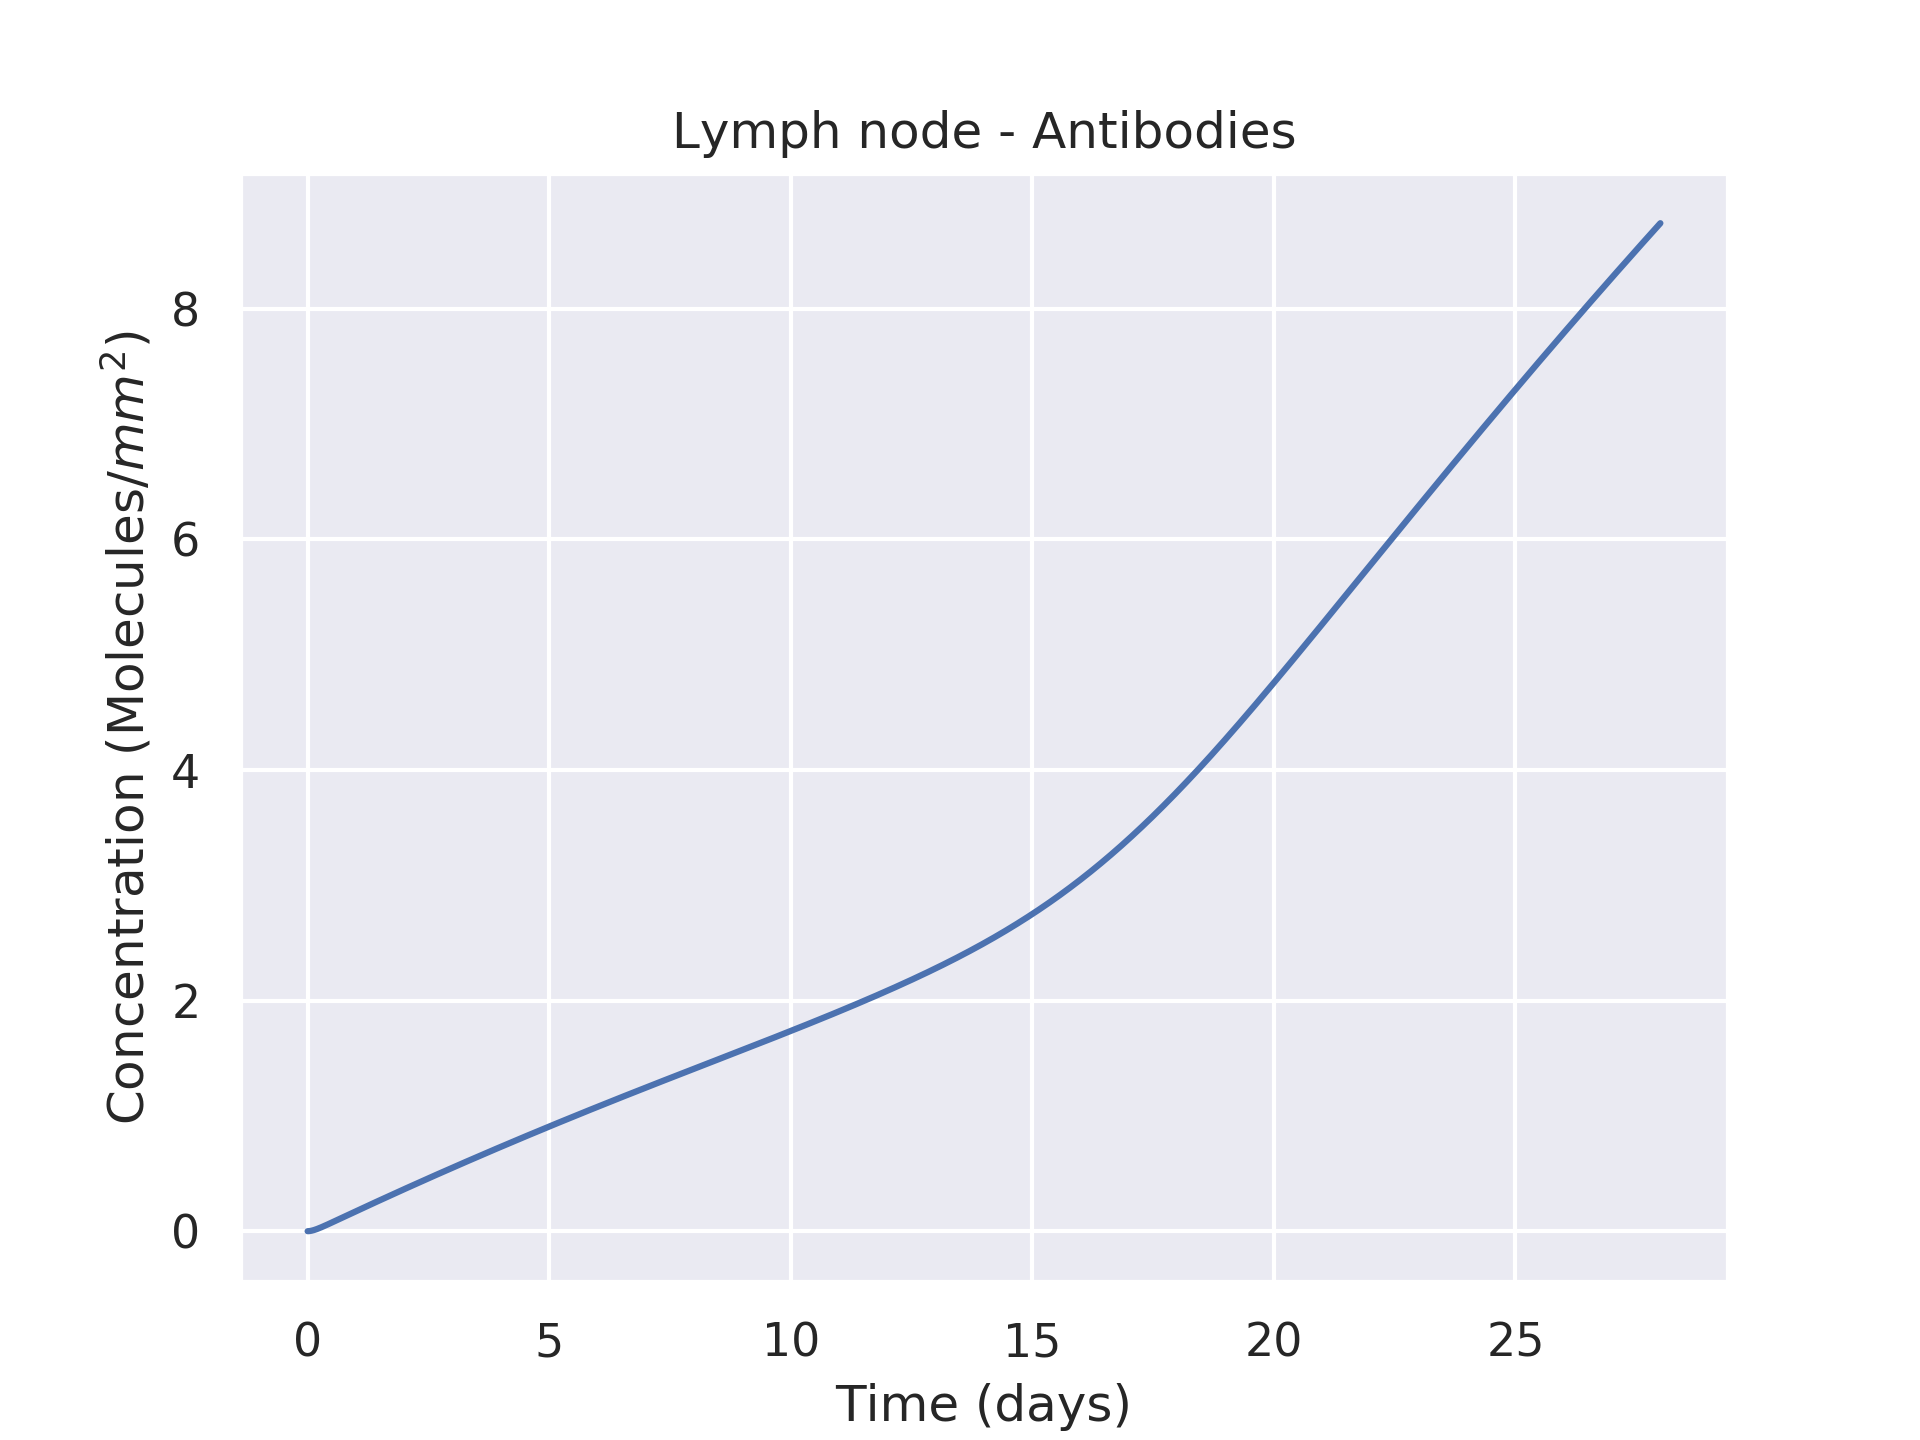 Lymph node - Antibodies
Concentration (Molecules/mm²)
8
6
4
2
0
0 5 10 15 20 25
Time (days)